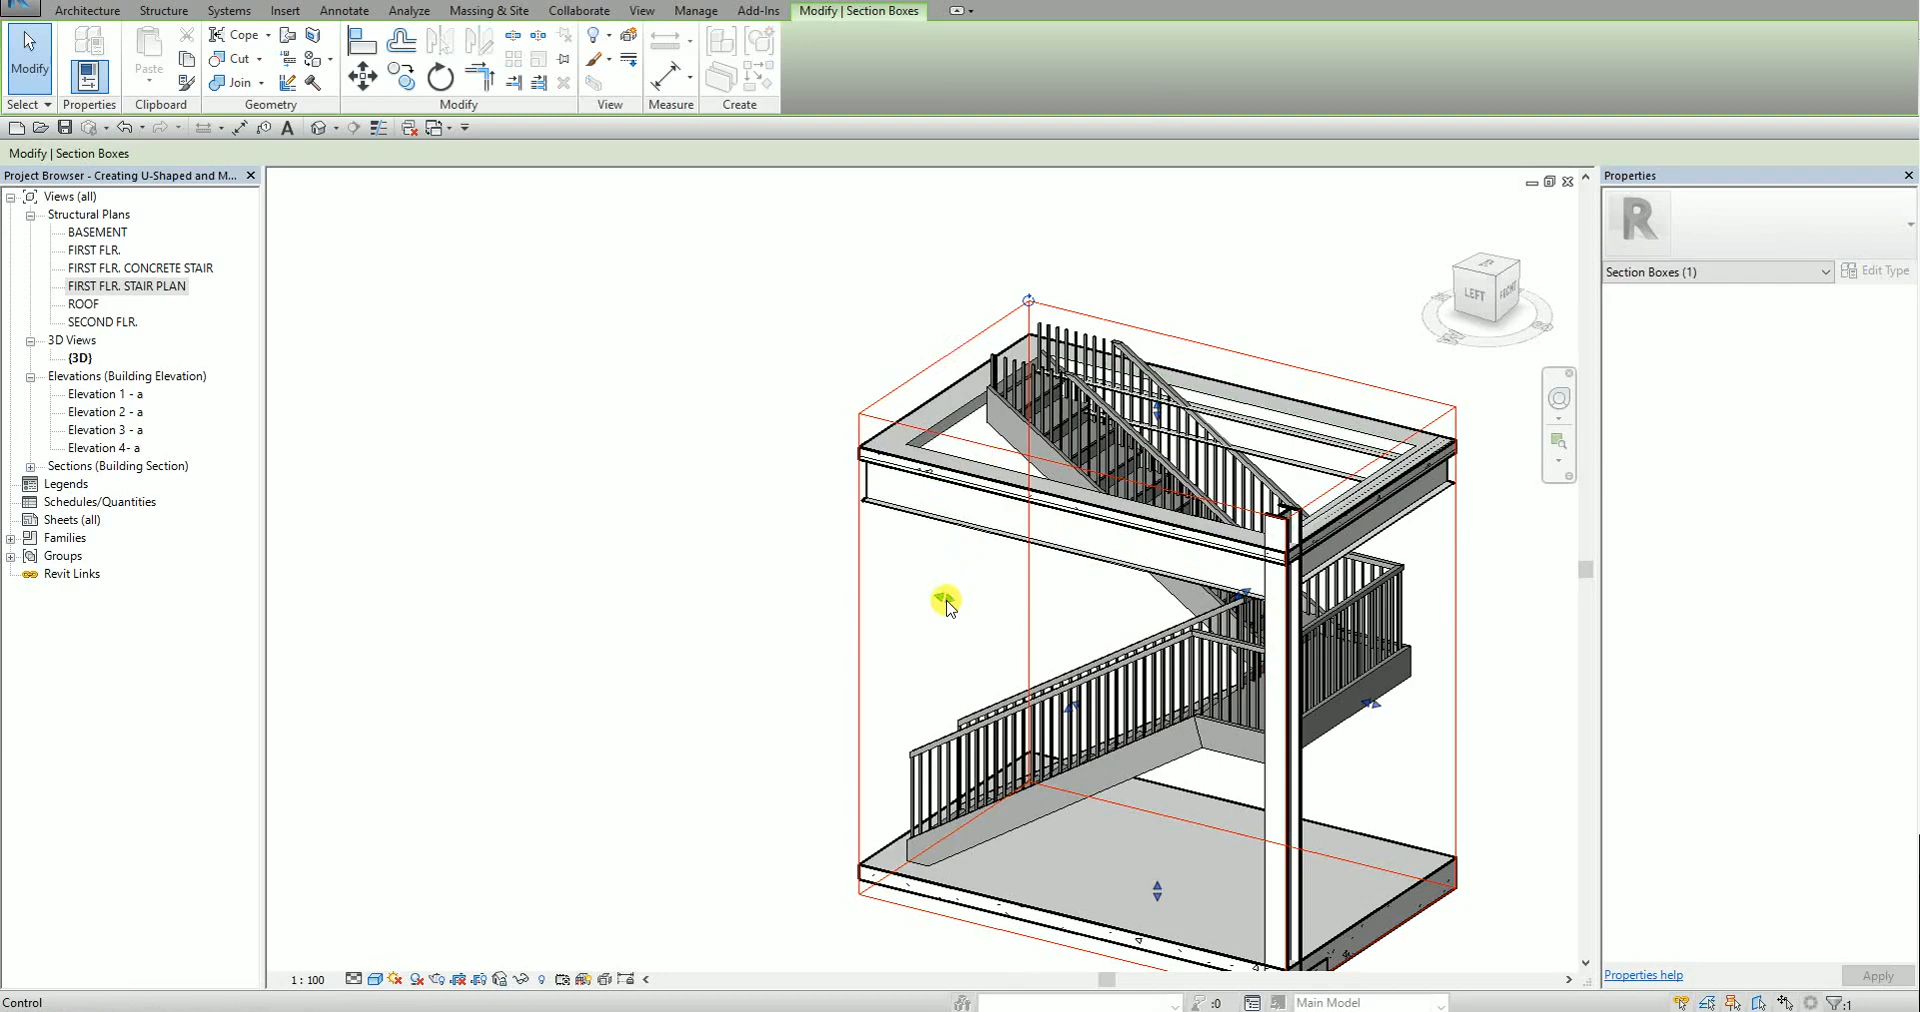 Architecture Structure Systems Insert Annotate Analyze Massing & Site Collaborate View Manage Add-Ins Modify | Section Boxes
Modify Paste Cope Cut Join
Select Properties Clipboard Geometry Modify View Measure Create
Modify | Section Boxes
Project Browser - Creating U-Shaped and M...
Views (all)
Structural Plans
BASEMENT
FIRST FLR.
FIRST FLR. CONCRETE STAIR
FIRST FLR. STAIR PLAN
ROOF
SECOND FLR.
3D Views
{3D}
Elevations (Building Elevation)
Elevation 1 - a
Elevation 2 - a
Elevation 3 - a
Elevation 4- a
Sections (Building Section)
Legends
Schedules/Quantities
Sheets (all)
Families
Groups
Revit Links
LEFT FRONT
Properties
R
Section Boxes (1) Edit Type
Properties help Apply
1 : 100
Control :0 Main Model :1